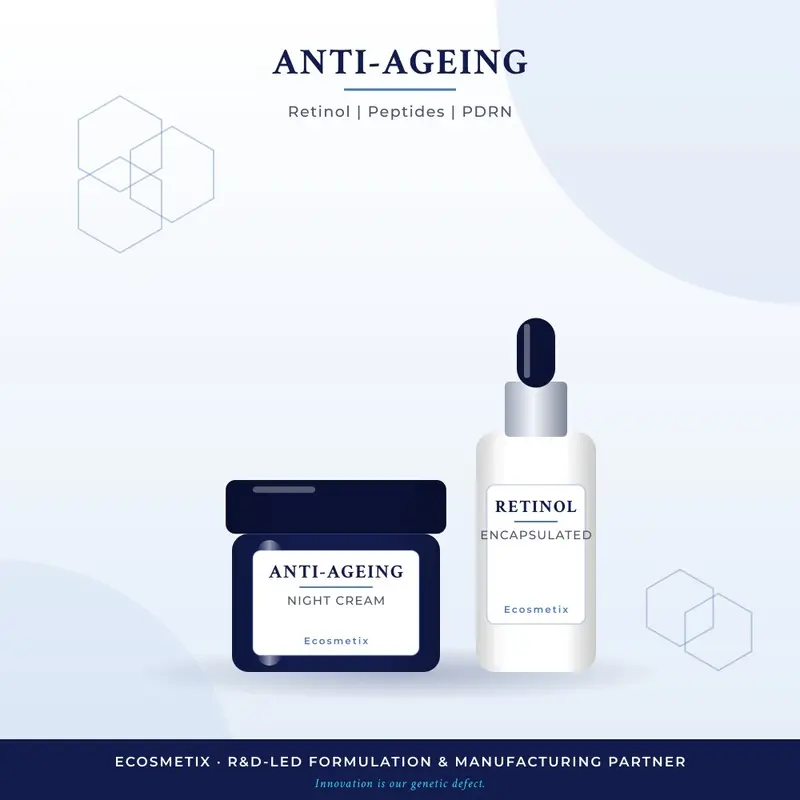 ANTI-AGEING
Retinol | Peptides | PDRN
ANTI-AGEING
NIGHT CREAM
Ecosmetix
RETINOL
ENCAPSULATED
Ecosmetix
ECOSMETIX · R&D-LED FORMULATION & MANUFACTURING PARTNER
Innovation is our genetic defect.